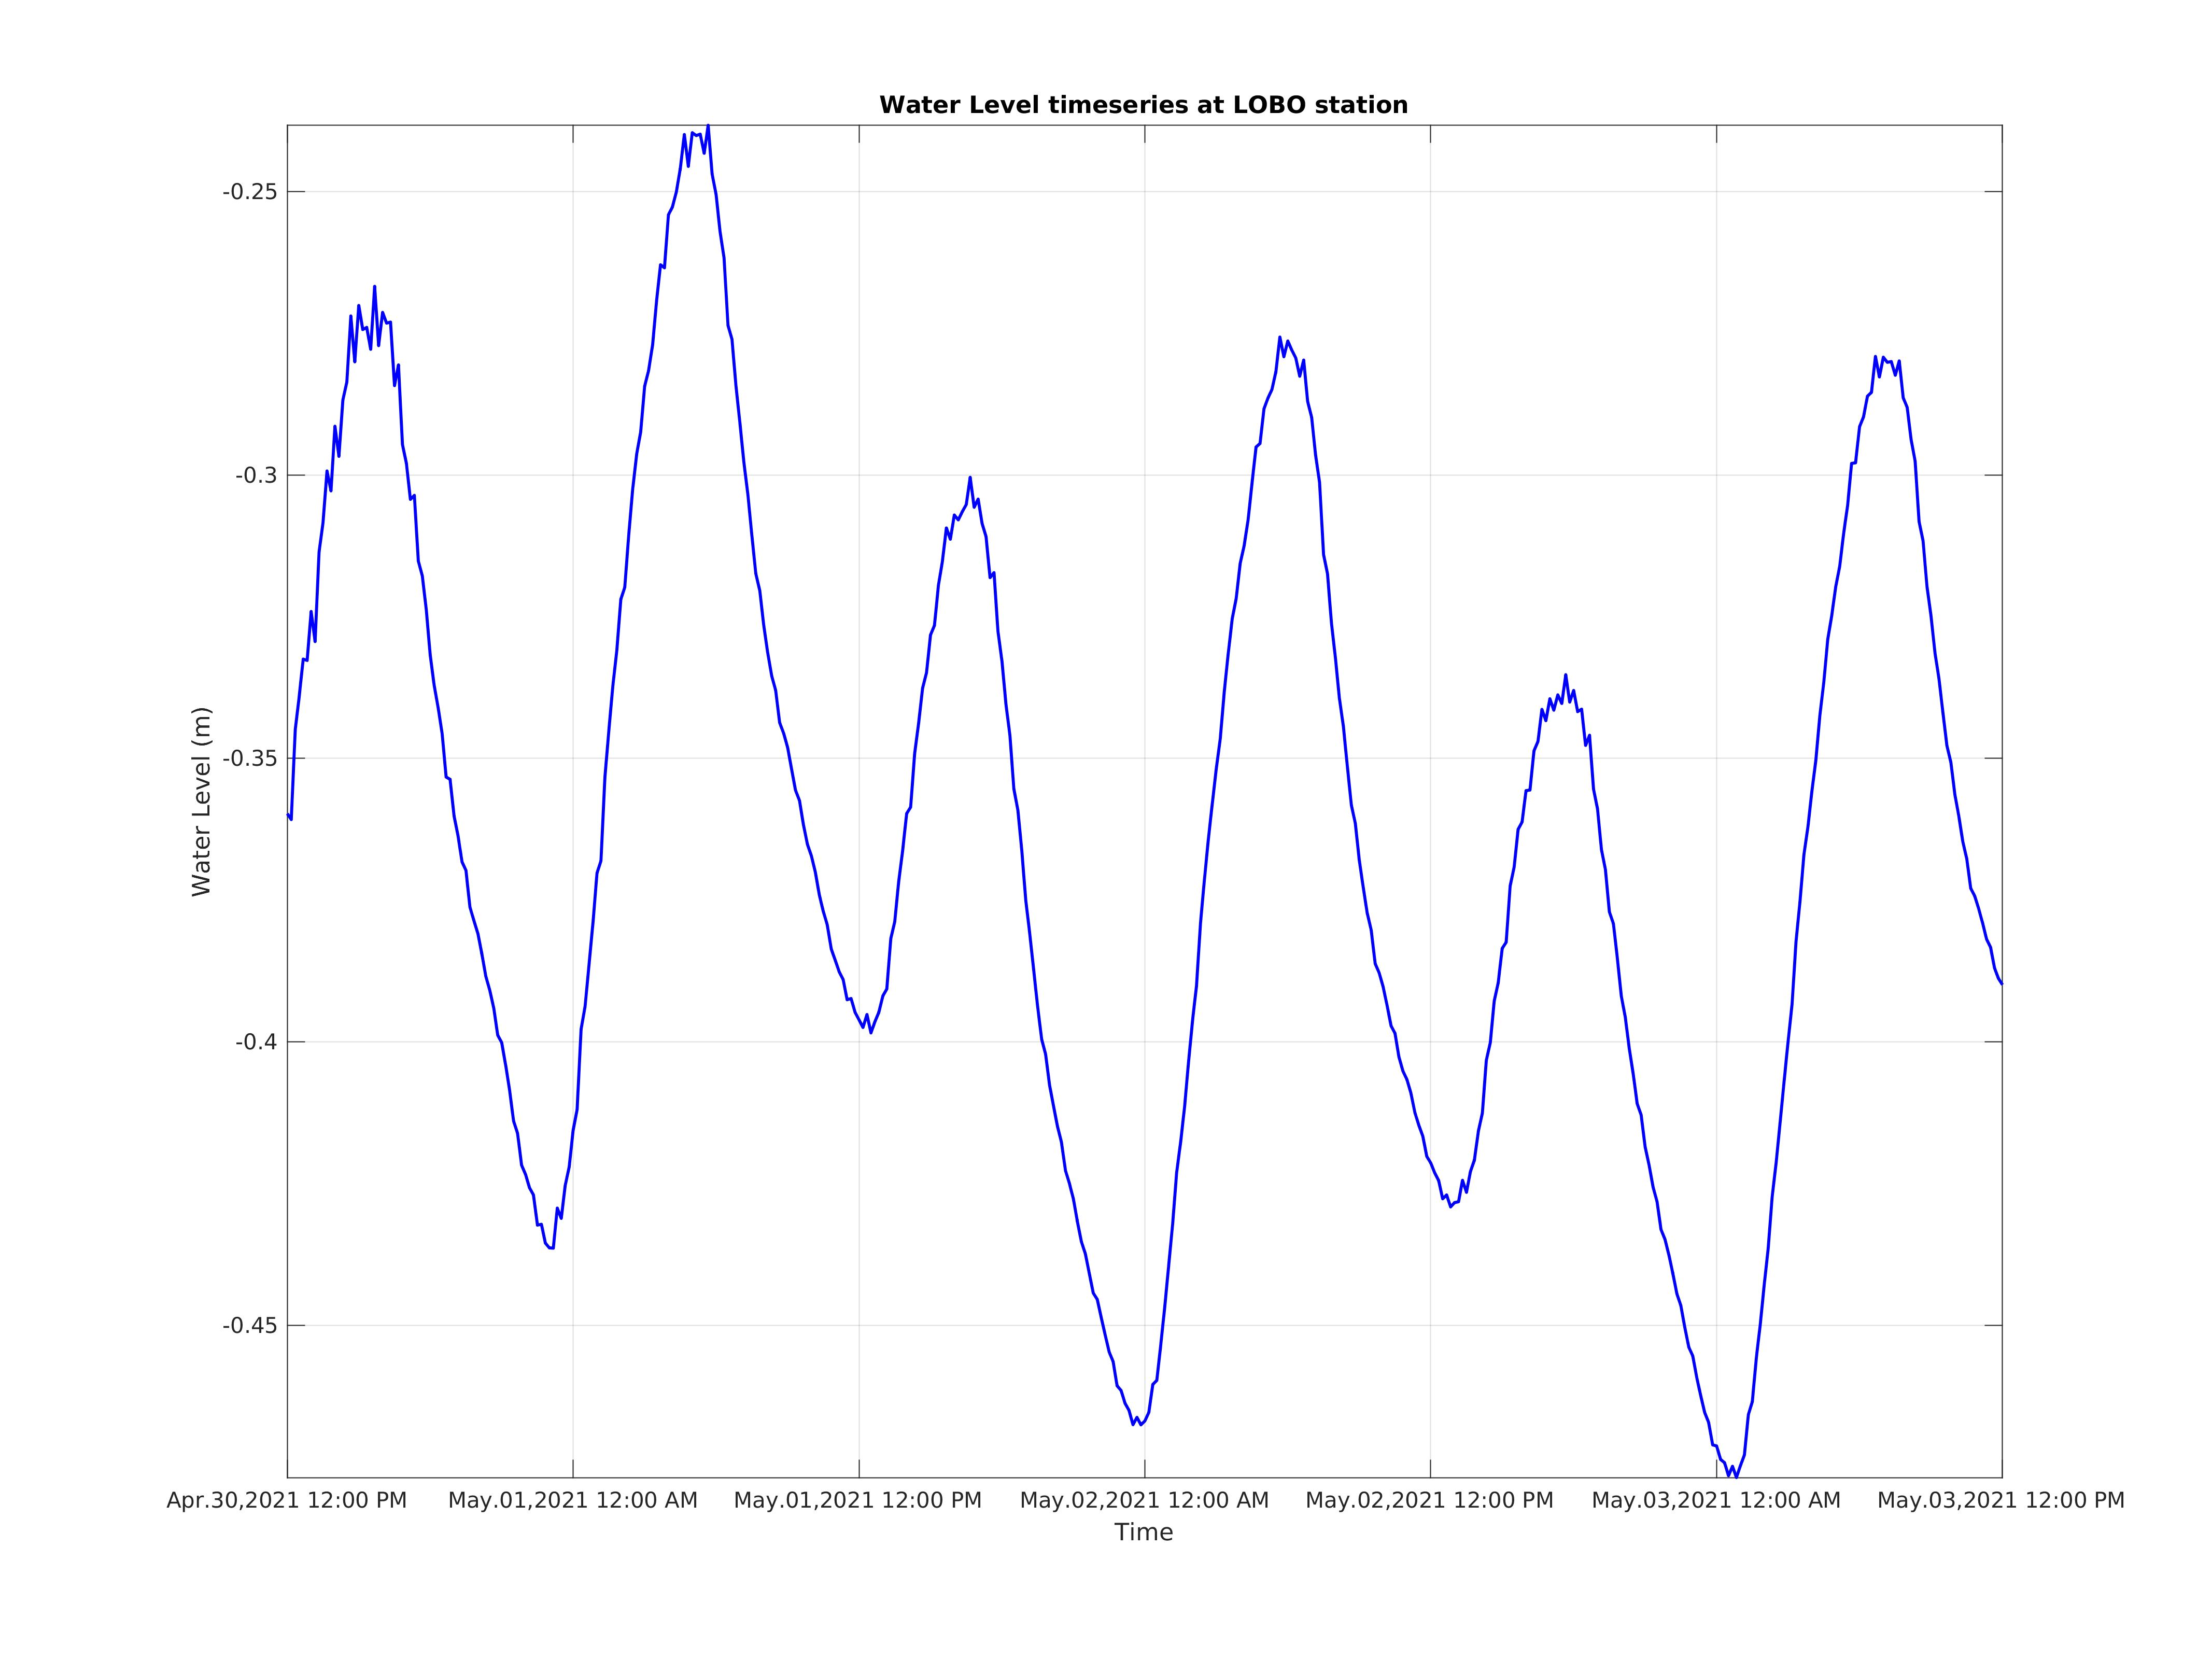 Water Level timeseries at LOBO station
-0.25
-0.3
-0.35
-0.4
-0.45
Water Level (m)
Apr.30,2021 12:00 PM May.01,2021 12:00 AM May.01,2021 12:00 PM May.02,2021 12:00 AM May.02,2021 12:00 PM May.03,2021 12:00 AM May.03,2021 12:00 PM
Time